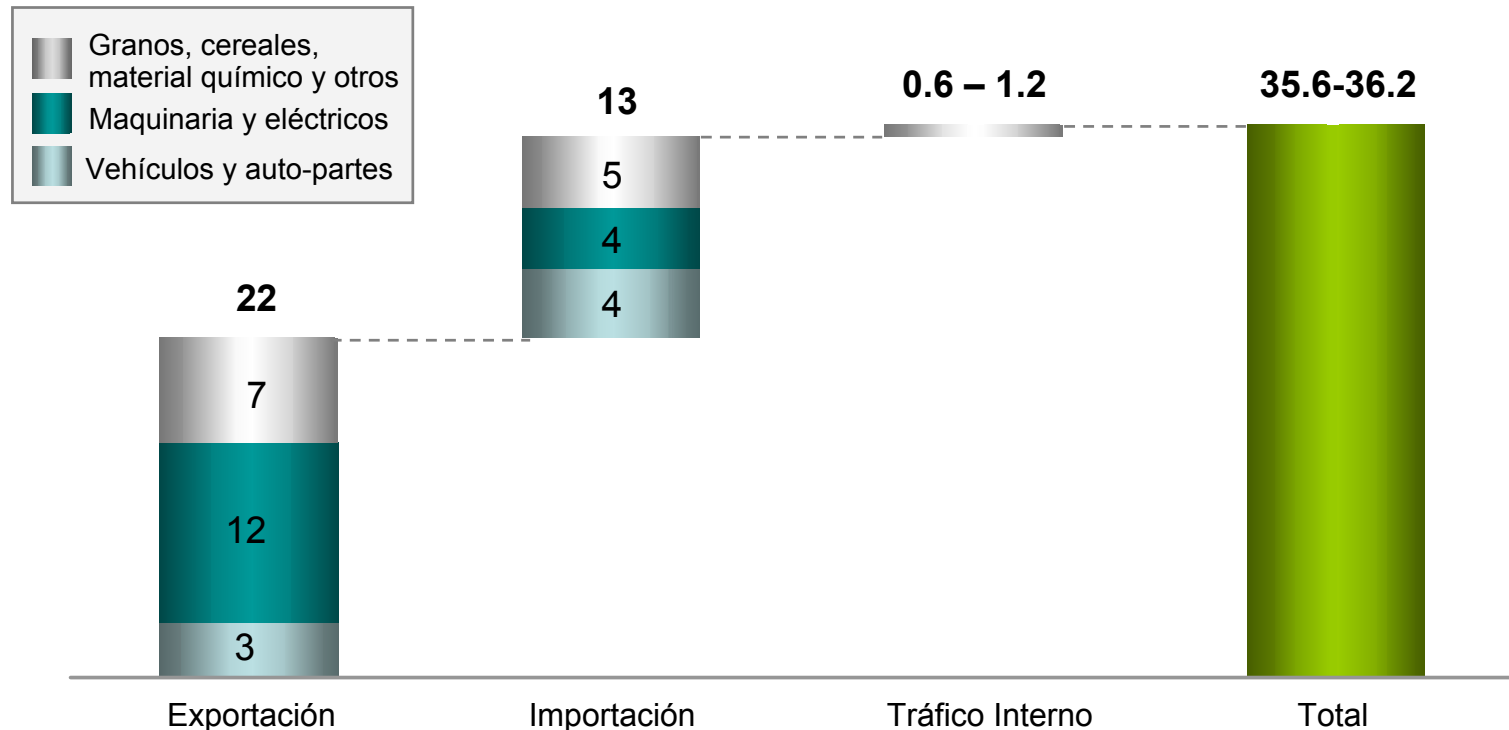 Granos, cereales,
material químico y otros
Maquinaria y eléctricos
Vehículos y auto-partes
22
7
12
3
13
5
4
4
0.6 – 1.2
35.6-36.2
Exportación
Importación
Tráfico Interno
Total